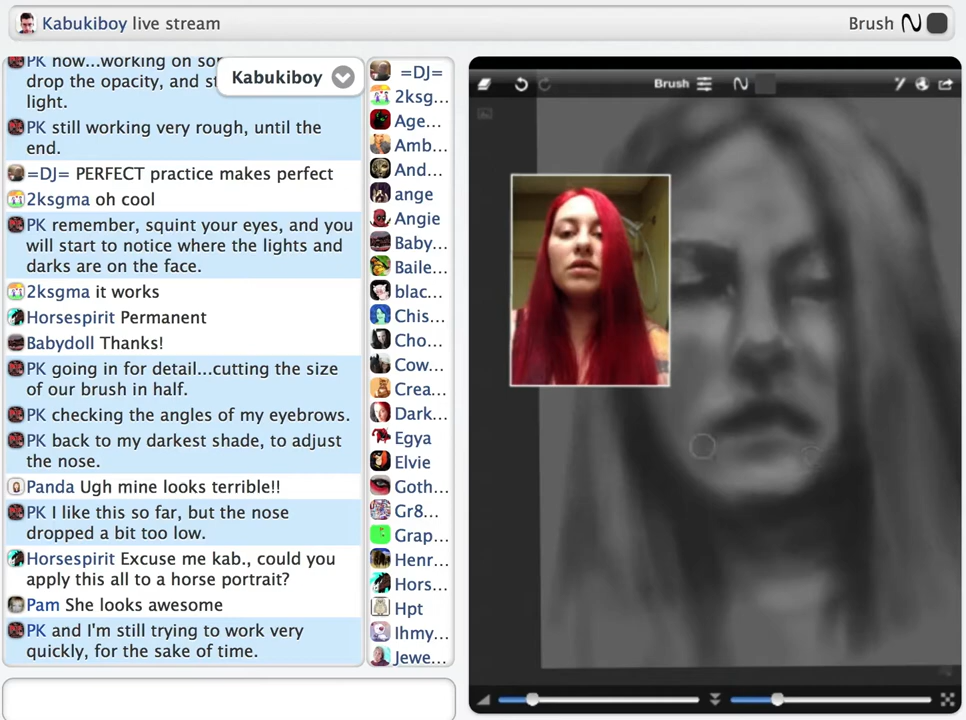 Kabukiboy live stream
Brush
PK now...working on
drop the opacity, and
light.
PK still working very rough, until the
end.
=DJ= PERFECT practice makes perfect
2ksgma oh cool
PK remember, squint your eyes, and you
will start to notice where the lights and
darks are on the face.
2ksgma it works
Horsespirit Permanent
Babydoll Thanks!
PK going in for detail...cutting the size
of our brush in half.
PK checking the angles of my eyebrows.
PK back to my darkest shade, to adjust
the nose.
Panda Ugh mine looks terrible!!
PK I like this so far, but the nose
dropped a bit too low.
Horsespirit Excuse me kab., could you
apply this all to a horse portrait?
Pam She looks awesome
PK and I'm still trying to work very
quickly, for the sake of time.
Kabukiboy
=DJ=
2ksg...
Age...
Amb...
And...
ange
Angie
Baby...
Baile...
blac...
Chis...
Cho...
Cow...
Crea...
Dark...
Egya
Elvie
Goth...
Gr8...
Grap...
Henr...
Hors...
Hpt
Ihmy...
Jewe...
Brush